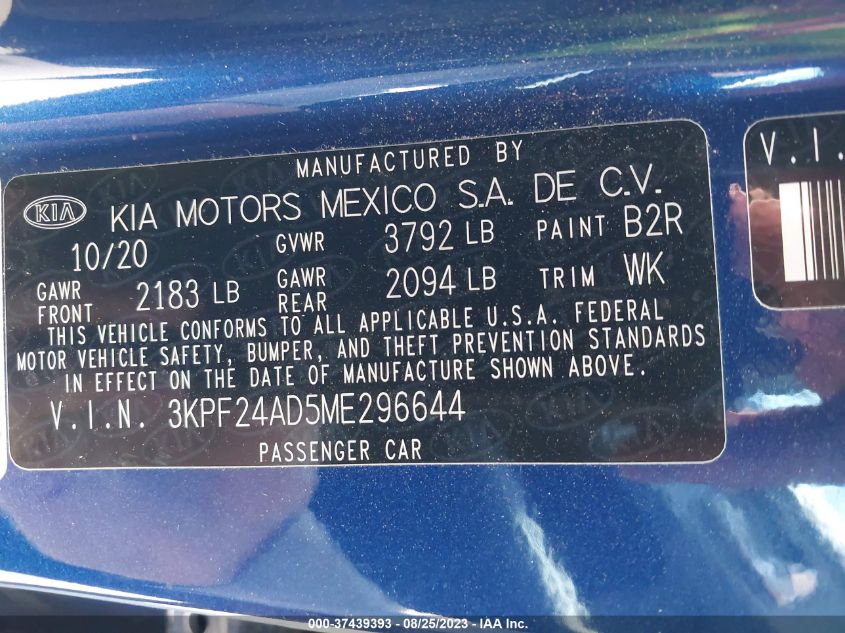 MANUFACTURED BY
KIA KIA MOTORS MEXICO S.A. DE C.V.
10/20 GVWR 3792 LB PAINT B2R
GAWR FRONT 2183 LB GAWR REAR 2094 LB TRIM WK
THIS VEHICLE CONFORMS TO ALL APPLICABLE U.S.A. FEDERAL
MOTOR VEHICLE SAFETY, BUMPER, AND THEFT PREVENTION STANDARDS
IN EFFECT ON THE DATE OF MANUFACTURE SHOWN ABOVE.
V.I.N. 3KPF24AD5ME296644
PASSENGER CAR
V.I.
000-37439393 - 08/25/2023 - IAA Inc.